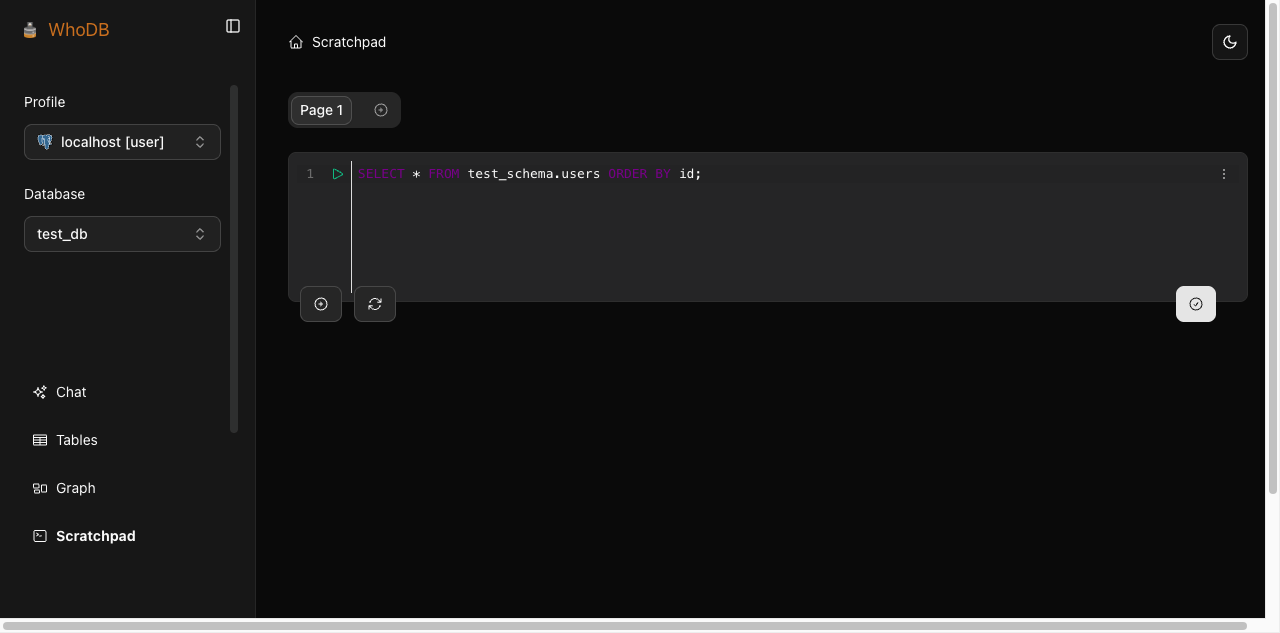 WhoDB
Profile
localhost [user]
Database
test_db
Chat
Tables
Graph
Scratchpad
Scratchpad
Page 1
1 SELECT * FROM test_schema.users ORDER BY id;